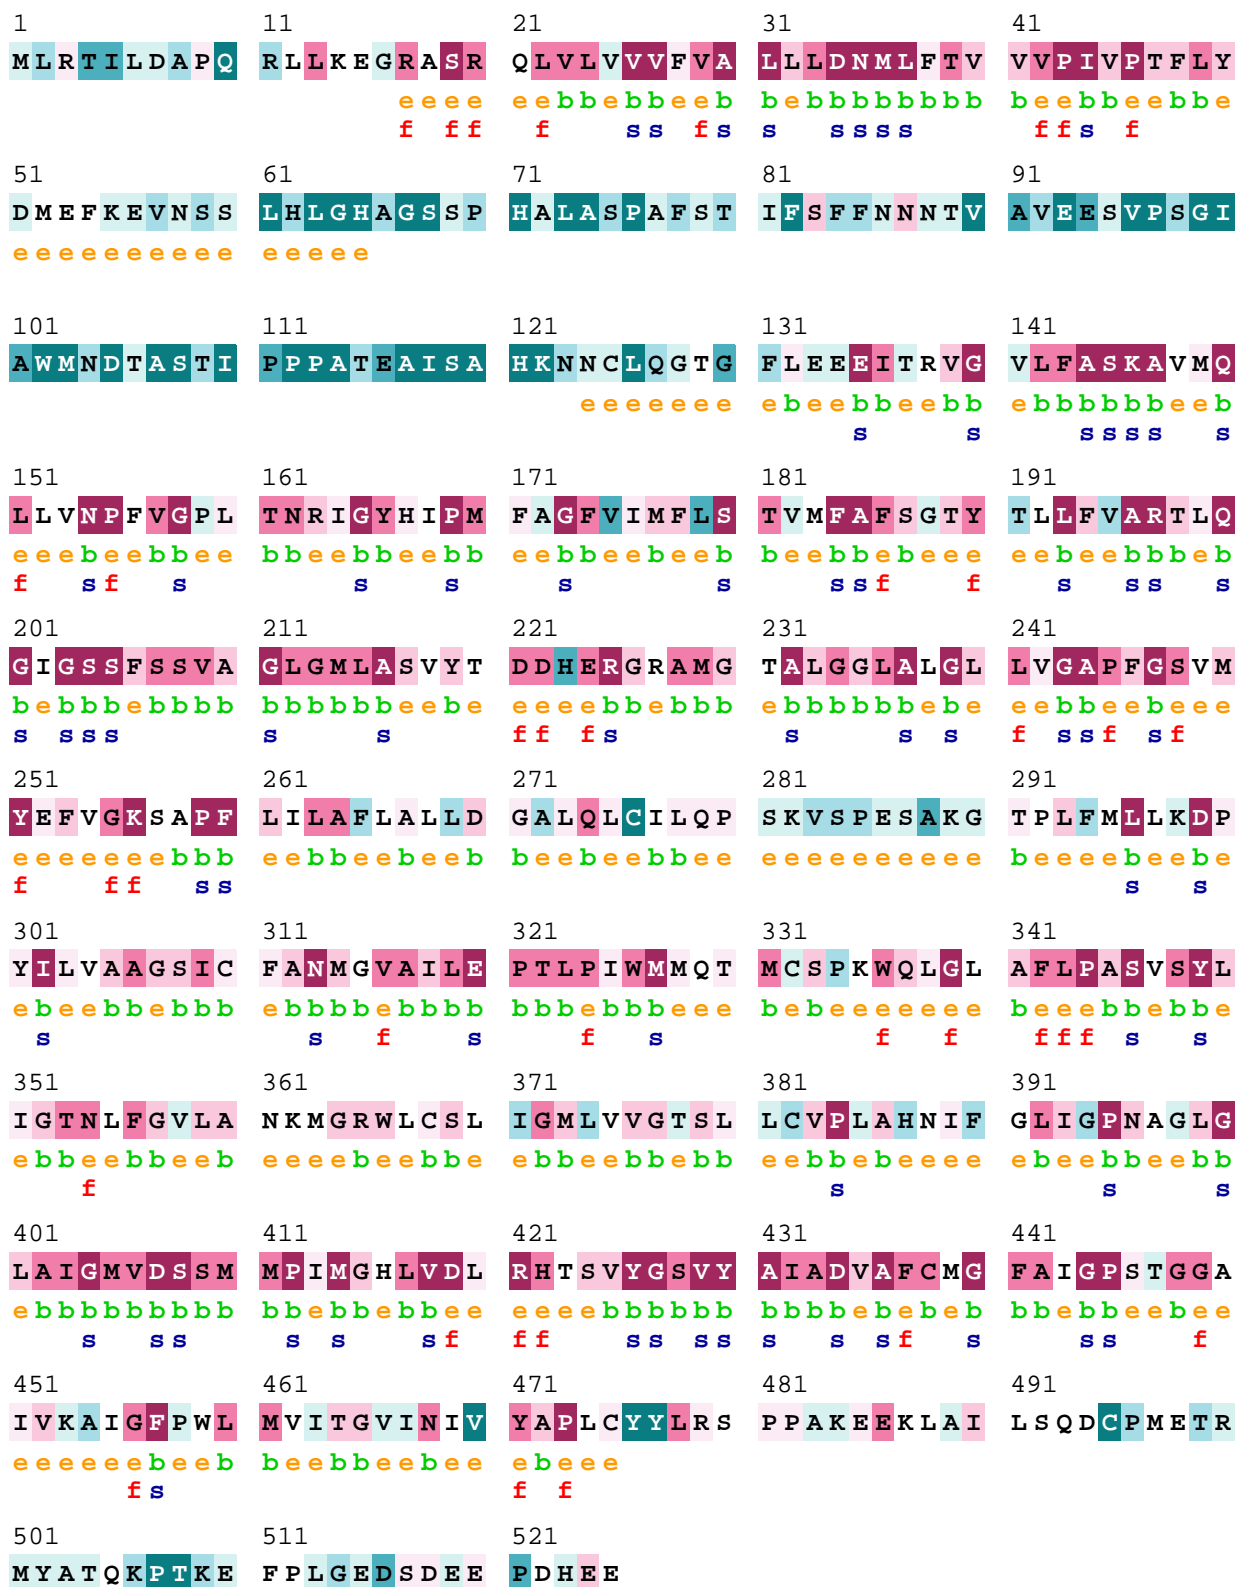 1 11 21 31 41
MLRTILDAPQ RLLKEGRASR QLVLVVVFVA LLLDNMLFTV VVPIVPTFLY
eeee eebbebbeeb bebbbbbbbb beebbeebbe
f ff f ss fs s ssss ffs f
51 61 71 81 91
DMEFKEVNSS LHLGHAGSSP HALASPAFST IFSFFNNNTV AVEESVPSGI
eeeeeeeeee eeeee
101 111 121 131 141
AWMNDTASTI PPPATEAISA HKNNCLQGTG FLEEEITRVG VLFASKAVMQ
eeeeeee ebeebbeebb ebbbbbbeeb
s s ssss s
151 161 171 181 191
LLVNPFVGPL TNRIGYHIPM FAGFVIMFLS TVMFAFSGTY TLLFVARTLQ
eeebeebbee bbeebbeebb eebbeebeeb beebbebeee eebeebbbeb
f sf s s s s s ssf f s ss s
201 211 221 231 241
GIGSSFSSVA GLGMLASVYT DDHERGRAMG TALGGLALGL LVGAPFGSVM
bebbbebbbb bbbbbbeebe eeeebbebbb ebbbbbbebe eebbeebeee
s sss s s ff fs s s s f ssf sf
251 261 271 281 291
YEFVGKSAPF LILAFLALLD GALQLCILQP SKVSPESAKG TPLFMLLKDP
eeeeeeebbb eebbeebeeb beebeebbee eeeeeeeeee beeeebeebe
f ff ss s s
301 311 321 331 341
YILVAAGSIC FANMGVAILE PTLPIWMMQT MCSPKWQLGL AFLPASVSYL
ebeebbebbb ebbbbebbbb bbbebbbeee bebeeeeeee beeebbebbe
s s f s f s f f fff s s
351 361 371 381 391
IGTNLFGVLA NKMGRWLCSL IGMLVVGTSL LCVPLAHNIF GLIGPNAGLG
ebbeebbeeb eeeebeebbe ebbeebbebb eebbebeeee ebeebbeebb
f s s s
401 411 421 431 441
LAIGMVDSSM MPIMGHLVDL RHTSVYGSVY AIADVAFCMG FAIGPSTGGA
ebbbbbbbbb bbebbebbee eeeebbbbbb bbbbebebeb bbebbeebee
s ss s s sf ff ss ss s s sf s ss f
451 461 471 481 491
IVKAIGFPWL MVITGVINIV YAPLCYYLRS PPAKEEKLAI LSQDCPMETR
eeeeeebeeb beebbeebee ebeee
fs f f
501 511 521
MYATQKPTKE FPLGEDSDEE PDHEE